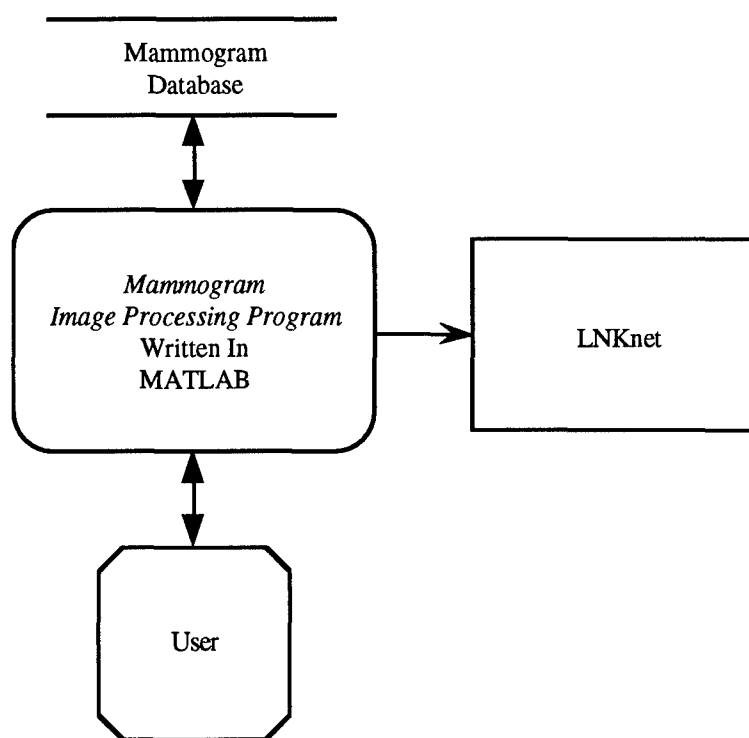 Mammogram
Database
Mammogram
Image Processing Program
Written In
MATLAB
LNKnet
User